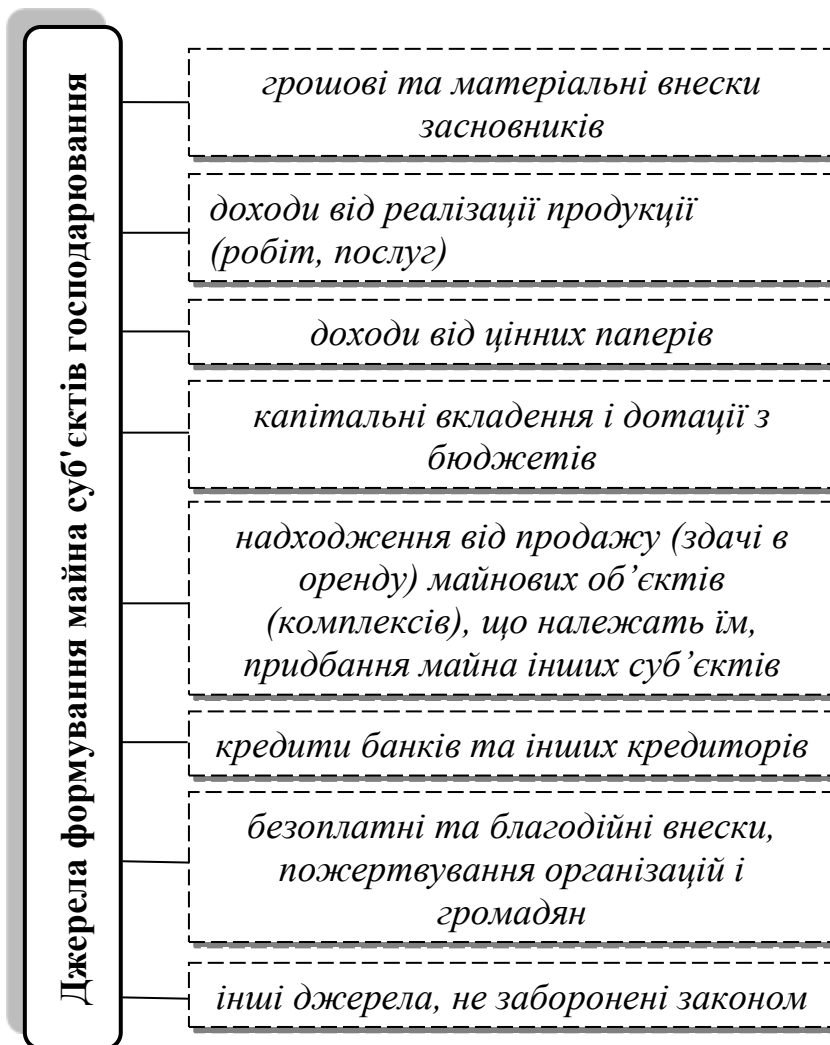 Джерела формування майна суб'єктів господарювання
грошові та матеріальні внески
засновників
доходи від реалізації продукції
(робіт, послуг)
доходи від цінних паперів
капітальні вкладення і дотації з
бюджетів
надходження від продажу (здачі в
оренду) майнових об’єктів
(комплексів), що належать їм,
придбання майна інших суб’єктів
кредити банків та інших кредиторів
безоплатні та благодійні внески,
пожертвування організацій і
громадян
інші джерела, не заборонені законом